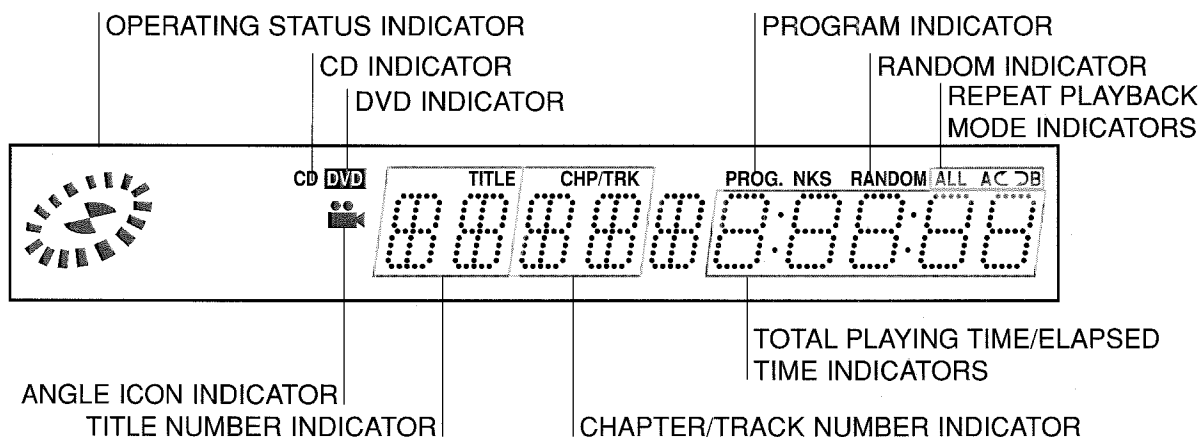 OPERATING STATUS INDICATOR
PROGRAM INDICATOR
CD INDICATOR
RANDOM INDICATOR
DVD INDICATOR
REPEAT PLAYBACK
MODE INDICATORS
CD DVD TITLE CHP/TRK PROG. NKS RANDOM ALL A B
TOTAL PLAYING TIME/ELAPSED
TIME INDICATORS
ANGLE ICON INDICATOR
TITLE NUMBER INDICATOR
CHAPTER/TRACK NUMBER INDICATOR